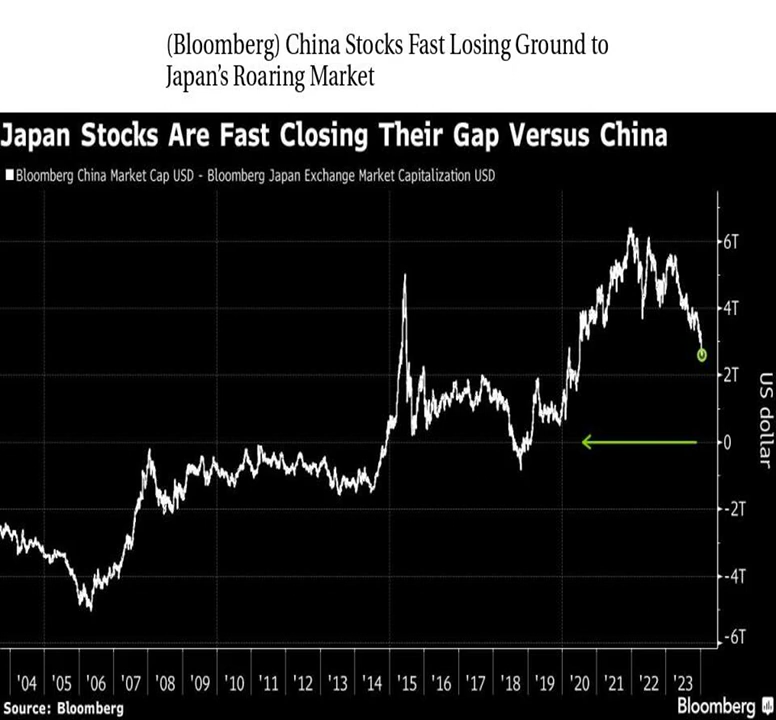 (Bloomberg) China Stocks Fast Losing Ground to
Japan's Roaring Market
Japan Stocks Are Fast Closing Their Gap Versus China
Bloomberg China Market Cap USD - Bloomberg Japan Exchange Market Capitalization USD
6T
4T
2T
0
-2T
-4T
-6T
US dollar
'04 '05 '06 '07 '08 '09 '10 '11 '12 '13 '14 '15 '16 '17 '18 '19 '20 '21 '22 '23
Source: Bloomberg
Bloomberg